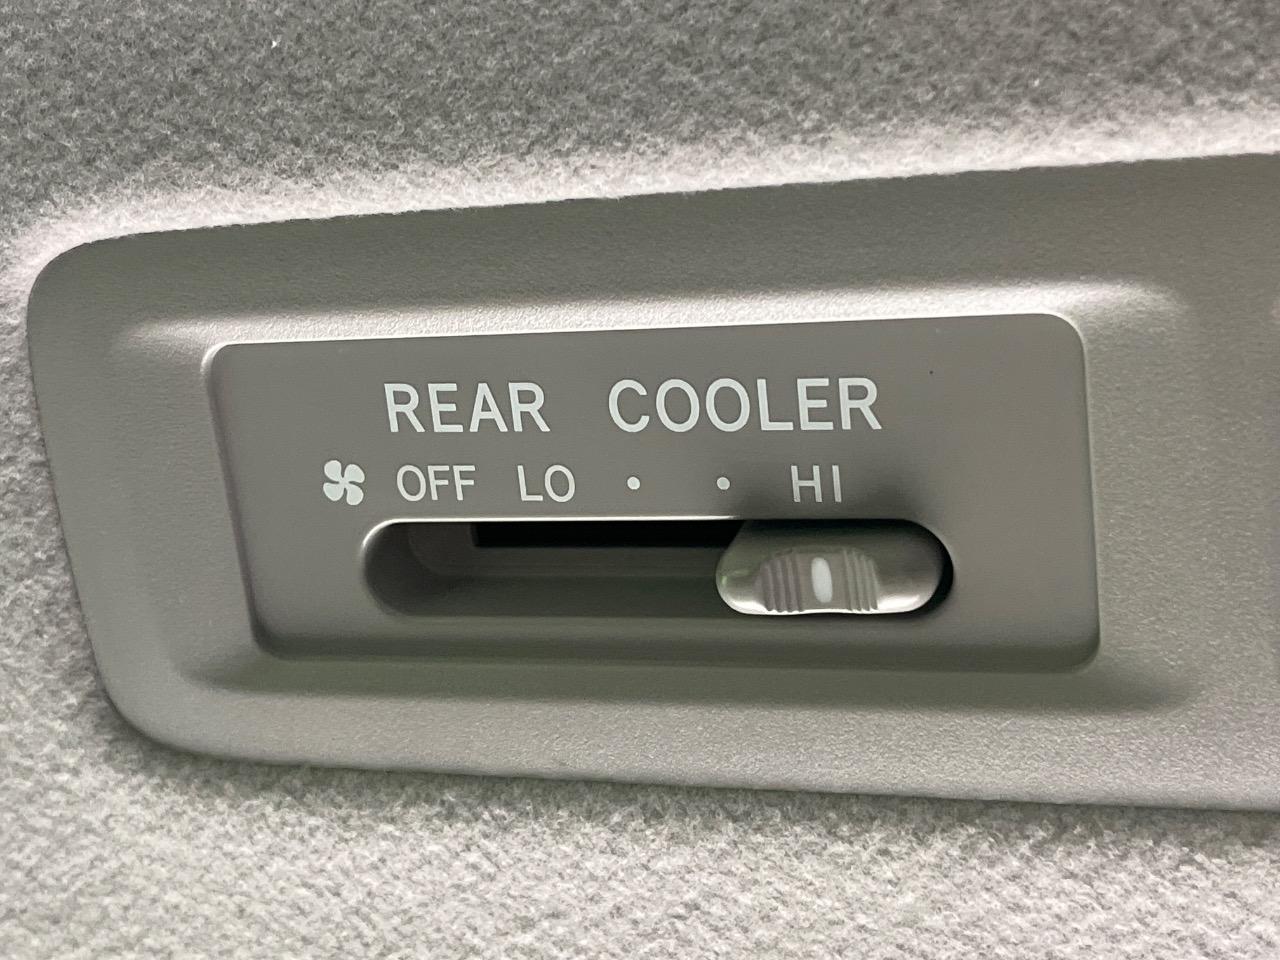 REAR COOLER
OFF LO • • HI